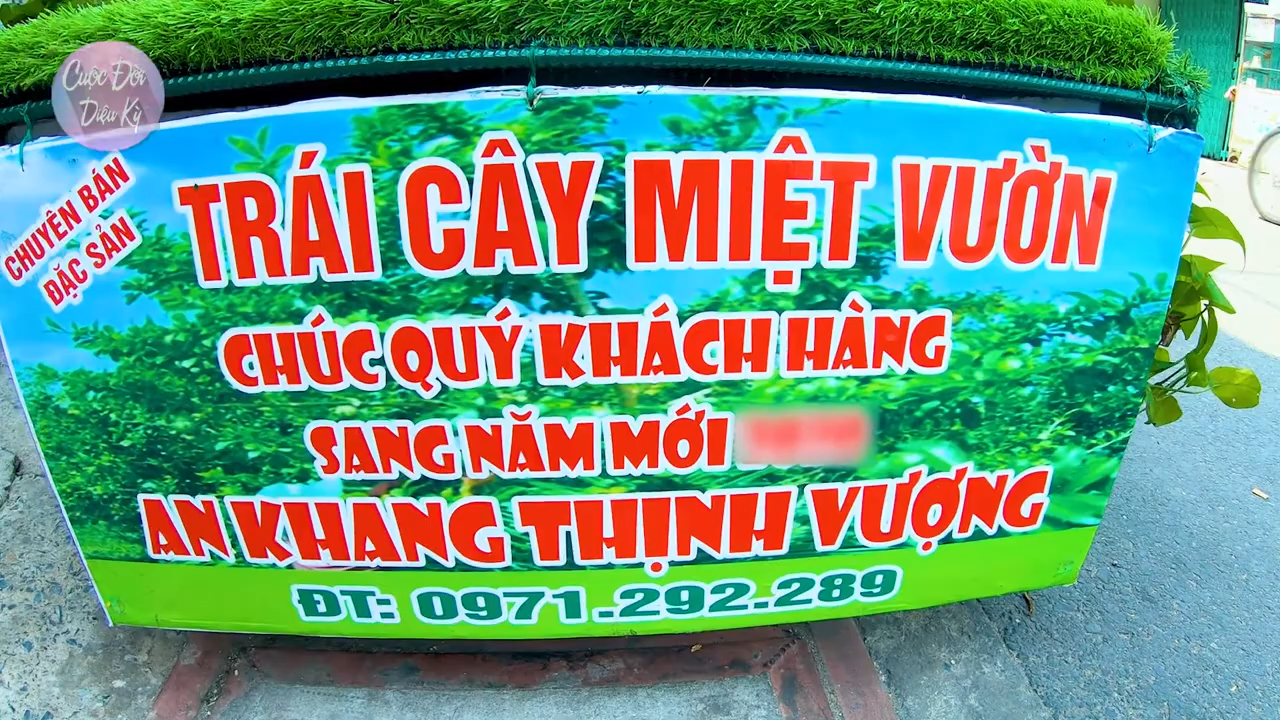 Cuộc Đời
Diệu Kỳ
CHUYÊN BÁN
ĐẶC SẢN
TRÁI CÂY MIỆT VƯỜN
CHÚC QUÝ KHÁCH HÀNG
SANG NĂM MỚI
AN KHANG THỊNH VƯỢNG
ĐT: 0971.292.289